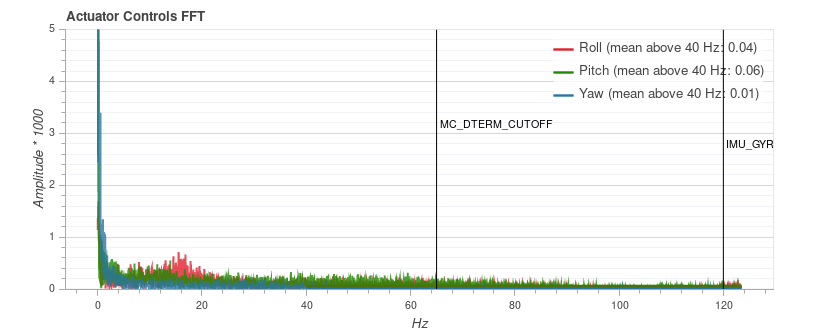 Actuator Controls FFT
5
4
3
2
1
0
Amplitude * 1000
Roll (mean above 40 Hz: 0.04)
Pitch (mean above 40 Hz: 0.06)
Yaw (mean above 40 Hz: 0.01)
MC_DTERM_CUTOFF
IMU_GYR
0 20 40 60 80 100 120
Hz